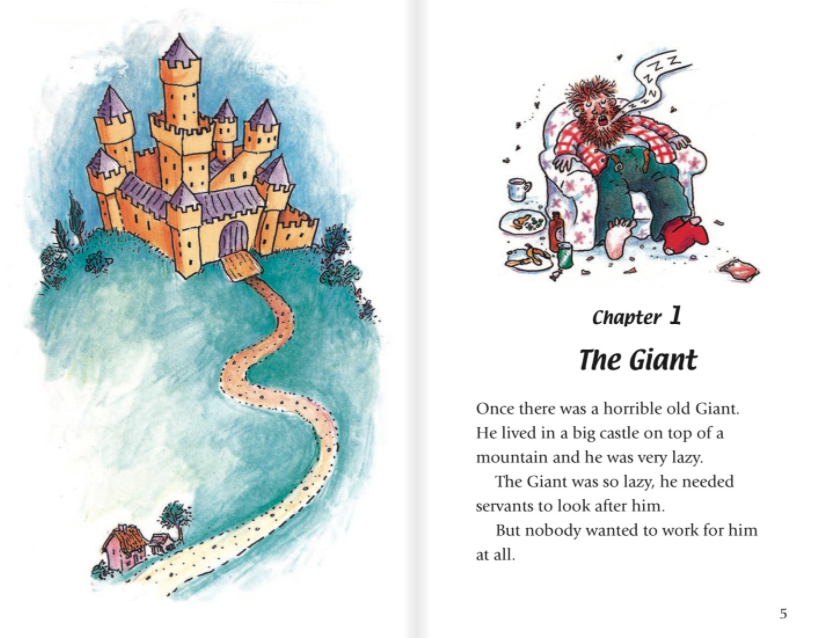 ZZZZZ
Chapter 1
The Giant
Once there was a horrible old Giant.
He lived in a big castle on top of a
mountain and he was very lazy.
The Giant was so lazy, he needed
servants to look after him.
But nobody wanted to work for him
at all.
5